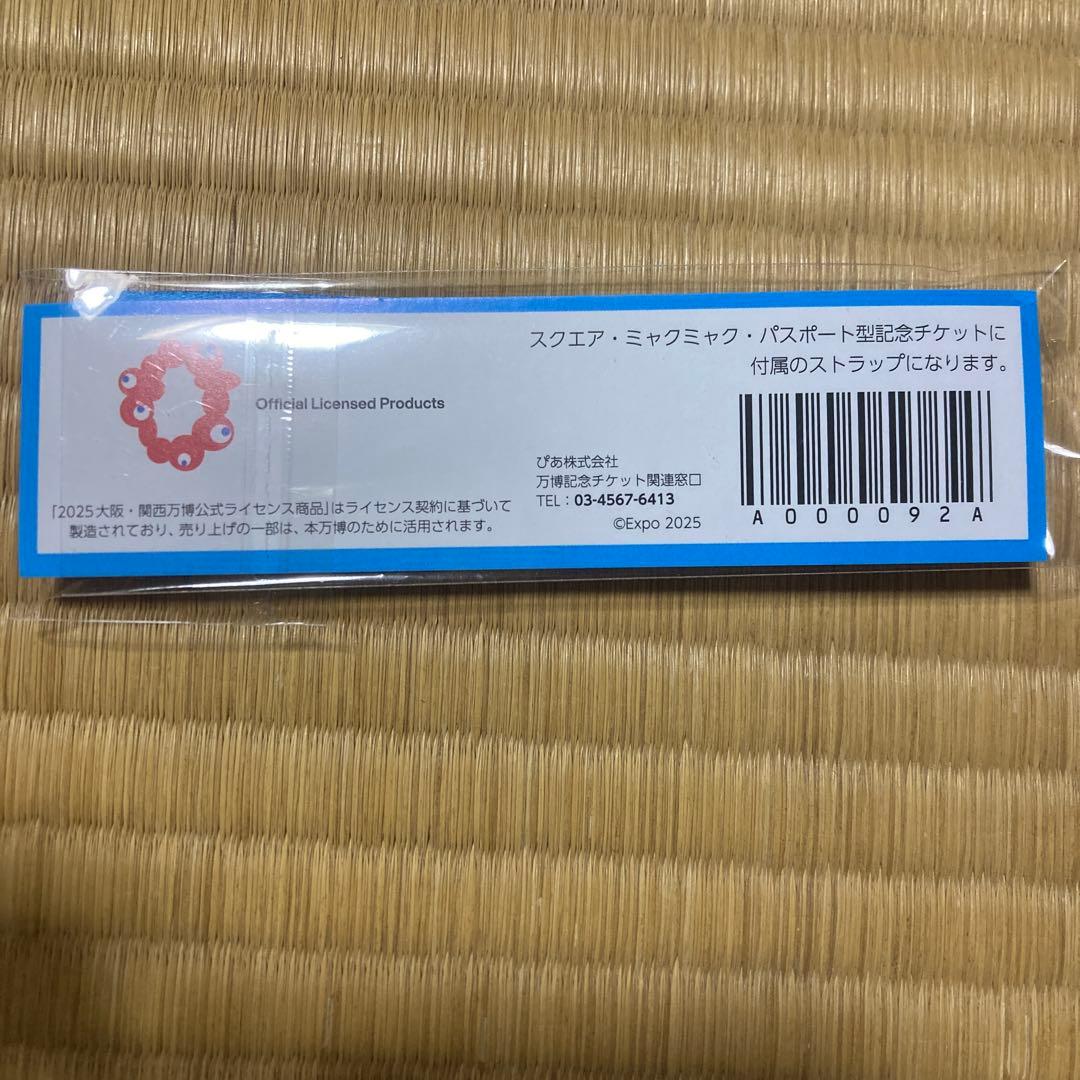 スクエア・ミャクミャク・パスポート型記念チケットに
付属のストラップになります。
Official Licensed Products
ぴあ株式会社
万博記念チケット関連窓口
TEL：03-4567-6413
©Expo 2025
「2025大阪・関西万博公式ライセンス商品」はライセンス契約に基づいて
製造されており、売り上げの一部は、本万博のために活用されます。
A000092A